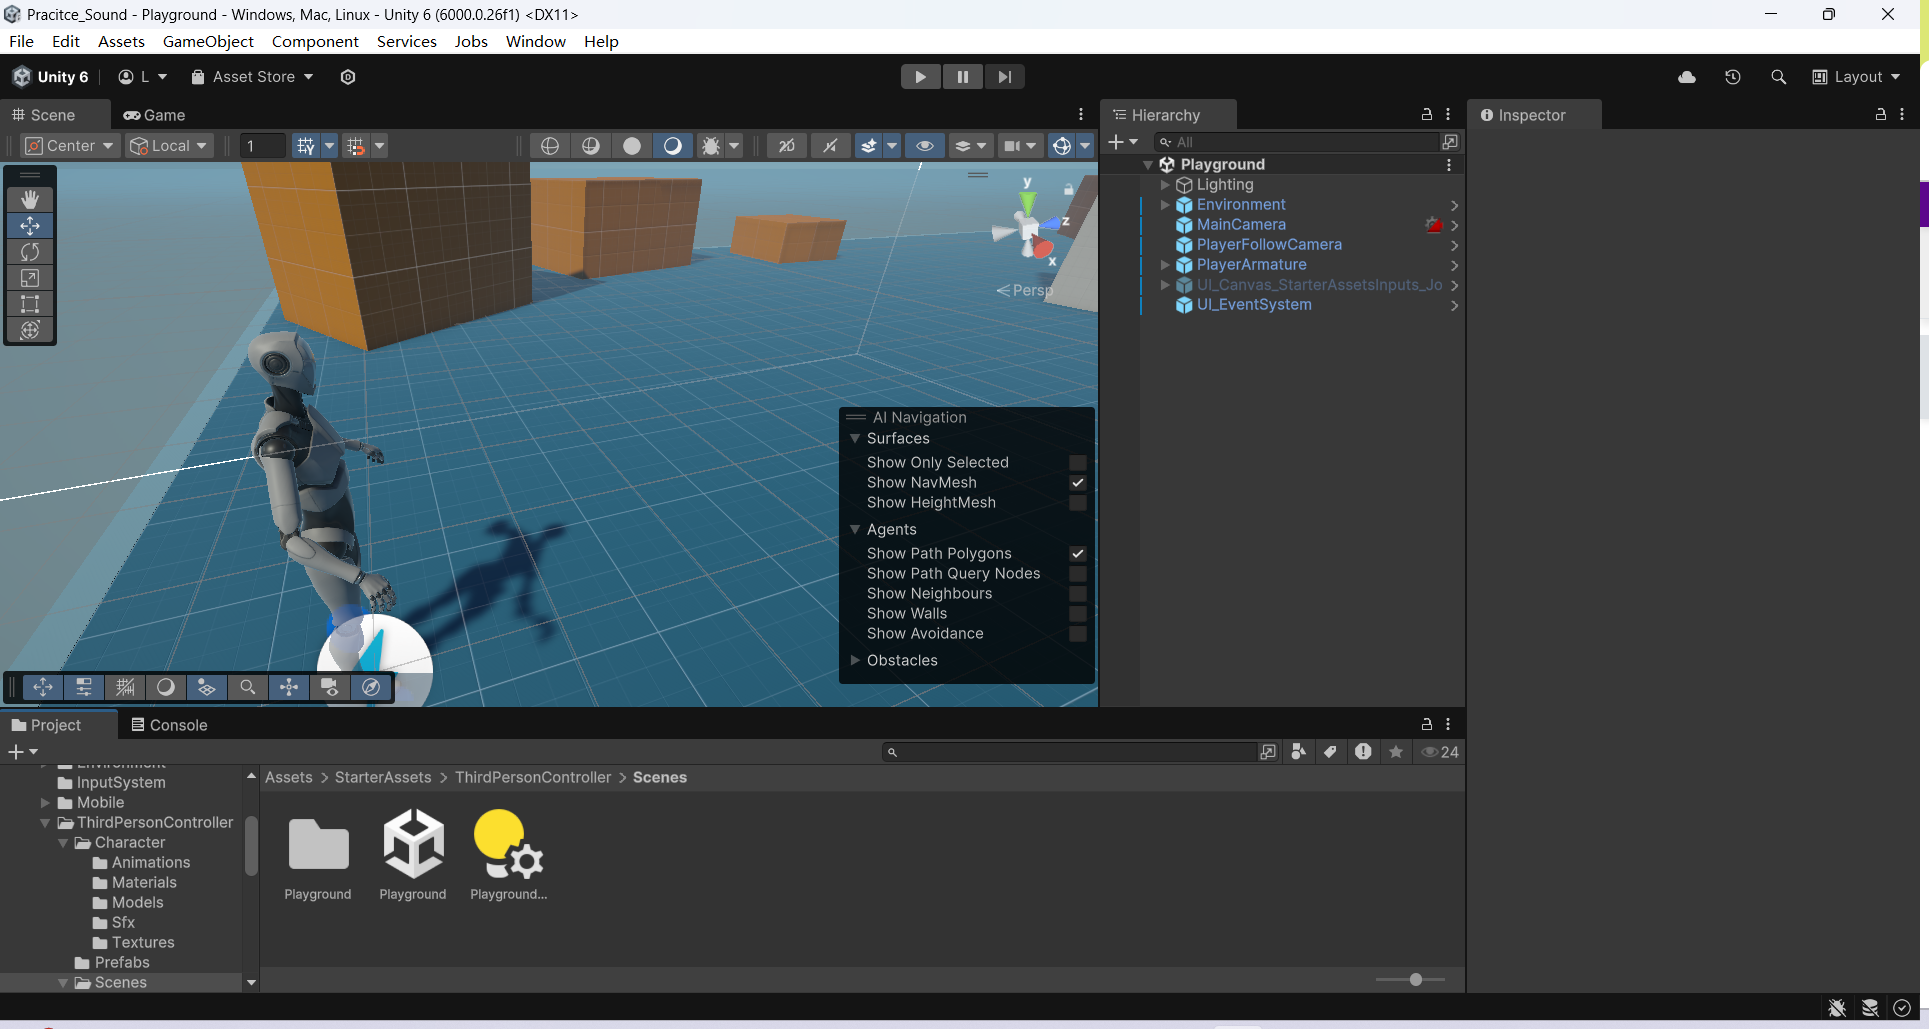 Pracitce_Sound - Playground - Windows, Mac, Linux - Unity 6 (6000.0.26f1) <DX11>
File Edit Assets GameObject Component Services Jobs Window Help
Unity 6 L Asset Store Layout
Scene Game
Center Local 1 2D
y
z
x
Persp
AI Navigation
Surfaces
Show Only Selected
Show NavMesh
Show HeightMesh
Agents
Show Path Polygons
Show Path Query Nodes
Show Neighbours
Show Walls
Show Avoidance
Obstacles
Hierarchy
All
Playground
Lighting
Environment
MainCamera
PlayerFollowCamera
PlayerArmature
UI_Canvas_StarterAssetsInputs_Jo
UI_EventSystem
Inspector
Project Console
24
Environment
InputSystem
Mobile
ThirdPersonController
Character
Animations
Materials
Models
Sfx
Textures
Prefabs
Scenes
Assets > StarterAssets > ThirdPersonController > Scenes
Playground Playground Playground...